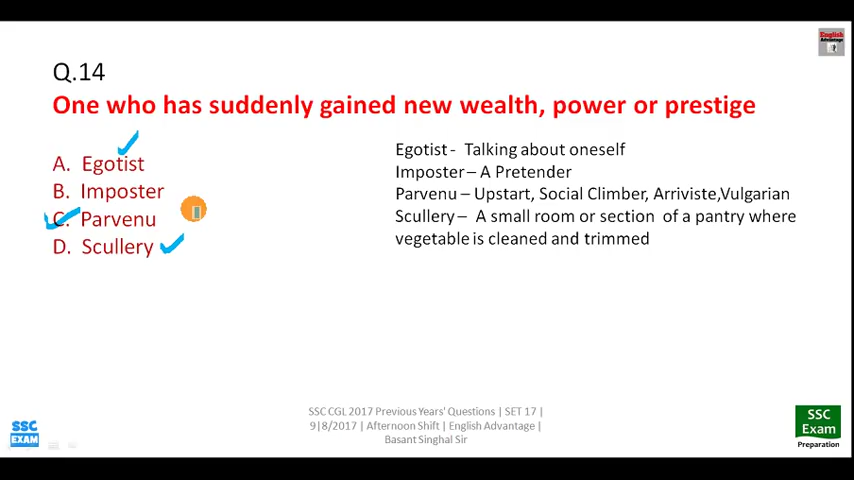 English
Advantage
Q.14
One who has suddenly gained new wealth, power or prestige
A. Egotist
B. Imposter
C. Parvenu
D. Scullery
Egotist - Talking about oneself
Imposter – A Pretender
Parvenu – Upstart, Social Climber, Arriviste,Vulgarian
Scullery – A small room or section of a pantry where
vegetable is cleaned and trimmed
SSC CGL 2017 Previous Years' Questions | SET 17 |
9|8/2017 | Afternoon Shift | English Advantage |
Basant Singhal Sir
SSC
EXAM
SSC
Exam
Preparation